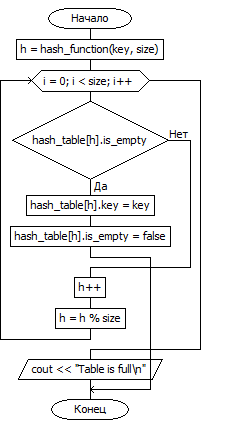 Начало
h = hash_function(key, size)
i = 0; i < size; i++
hash_table[h].is_empty
Нет
Да
hash_table[h].key = key
hash_table[h].is_empty = false
h++
h = h % size
cout << "Table is full\n"
Конец